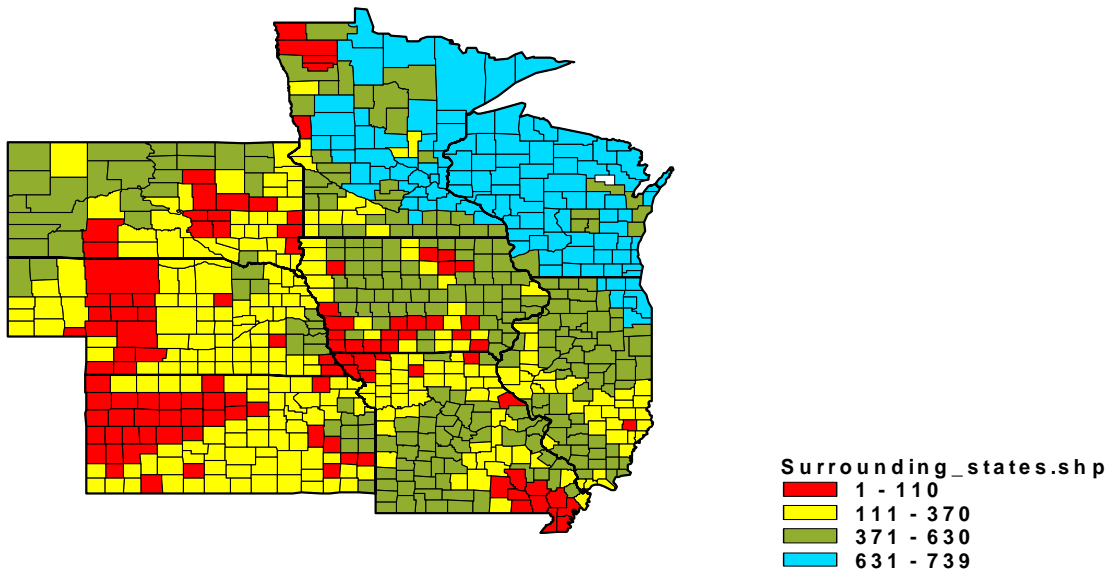 Surrounding_states.shp
1 - 110
111 - 370
371 - 630
631 - 739